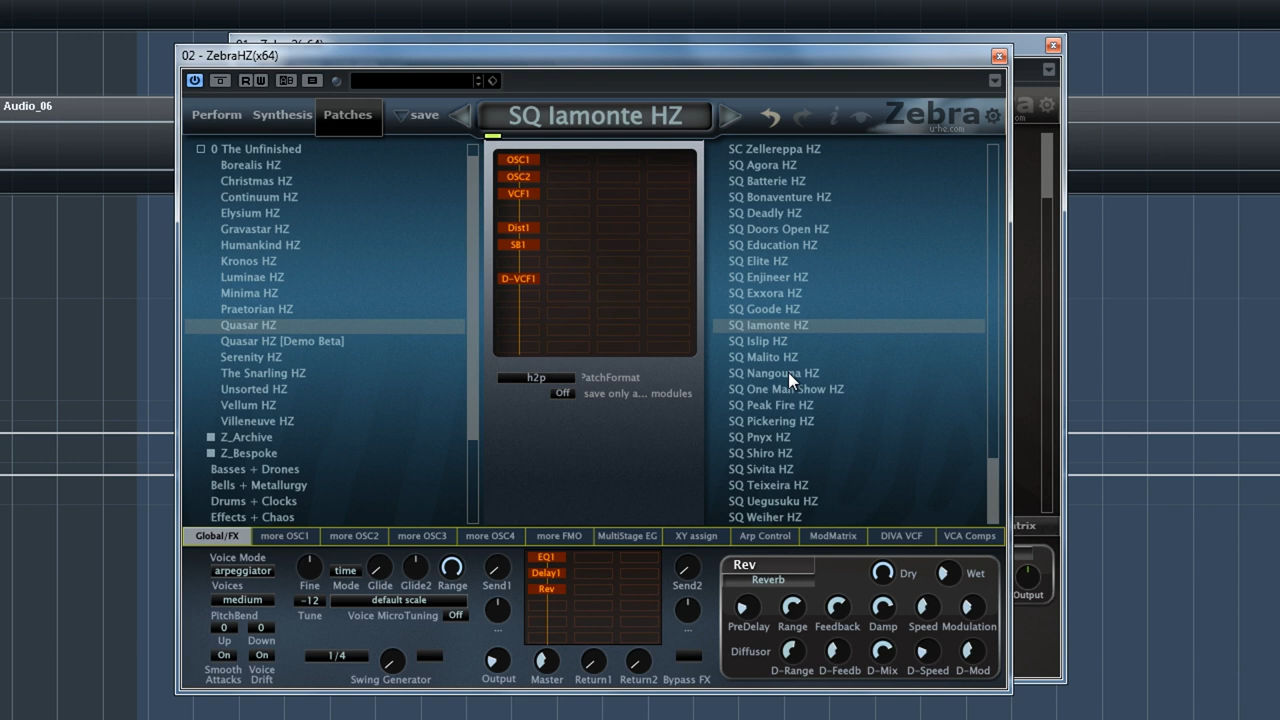 02 - ZebraHZ(x64)
Audio_06
R W
Perform Synthesis Patches save SQ lamonte HZ Zebra
u-he.com
0 The Unfinished
Borealis HZ
Christmas HZ
Continuum HZ
Elysium HZ
Gravastar HZ
Humankind HZ
Kronos HZ
Luminae HZ
Minima HZ
Praetorian HZ
Quasar HZ
Quasar HZ [Demo Beta]
Serenity HZ
The Snarling HZ
Unsorted HZ
Vellum HZ
Villeneuve HZ
Z_Archive
Z_Bespoke
Basses + Drones
Bells + Metallurgy
Drums + Clocks
Effects + Chaos
OSC1
OSC2
VCF1
Dist1
SB1
D-VCF1
h2p PatchFormat
Off save only a... modules
SC Zellereppa HZ
SQ Agora HZ
SQ Batterie HZ
SQ Bonaventure HZ
SQ Deadly HZ
SQ Doors Open HZ
SQ Education HZ
SQ Elite HZ
SQ Enjineer HZ
SQ Exxora HZ
SQ Goode HZ
SQ lamonte HZ
SQ Islip HZ
SQ Malito HZ
SQ HZ
SQ One Man Show HZ
SQ Peak Fire HZ
SQ Pickering HZ
SQ Pnyx HZ
SQ Shiro HZ
SQ Sivita HZ
SQ Teixeira HZ
SQ Uegusuku HZ
SQ Weiher HZ
Global/FX more OSC1 more OSC2 more OSC3 more OSC4 more FMO MultiStage EG XY assign Arp Control ModMatrix DIVA VCF VCA Comps
Voice Mode
arpeggiator
Voices
medium
PitchBend
0 0
Up Down
On On
Smooth Attacks Voice Drift
time
Fine Mode Glide Glide2 Range Send1
-12 default scale
Tune Voice MicroTuning Off
...
1/4
Swing Generator
EQ1
Delay1
Rev
Output Master Return1 Return2 Bypass FX
Send2
...
Rev
Reverb
Dry Wet
PreDelay Range Feedback Damp Speed Modulation
Diffusor
D-Range D-Feedb D-Mix D-Speed D-Mod
Output